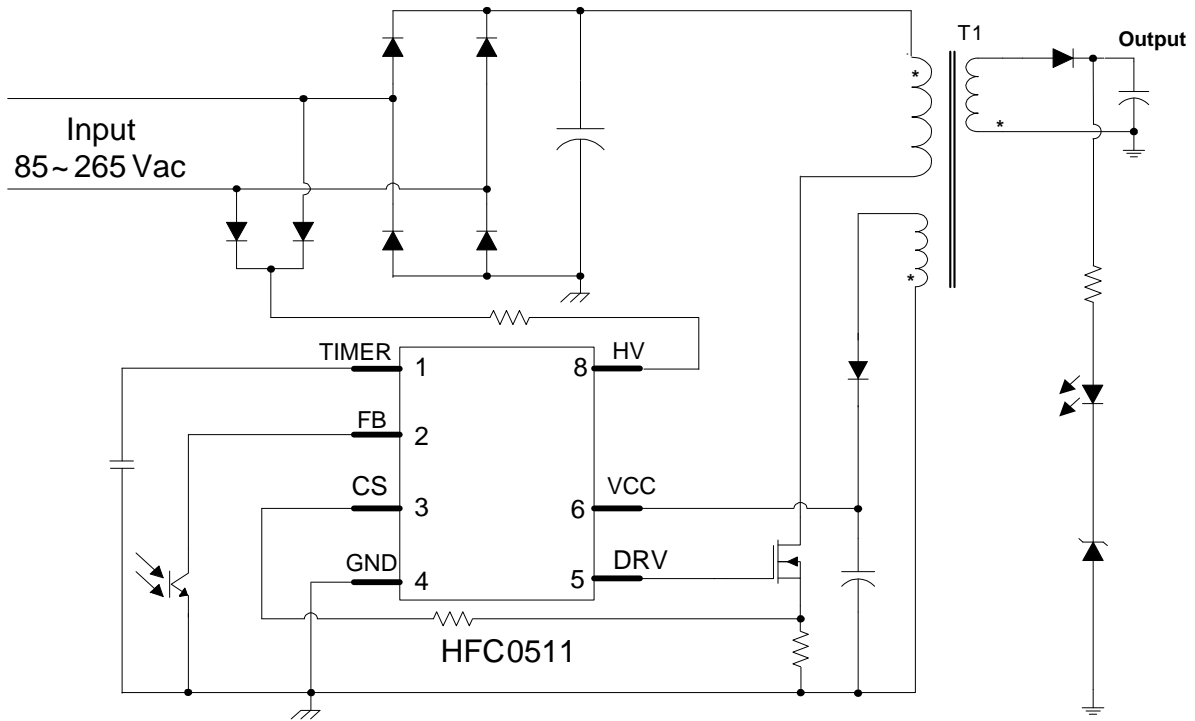 T1
Output
Input
85~265 Vac
*
*
*
TIMER
1
8
HV
FB
2
CS
3
VCC
6
GND
4
DRV
5
HFC0511